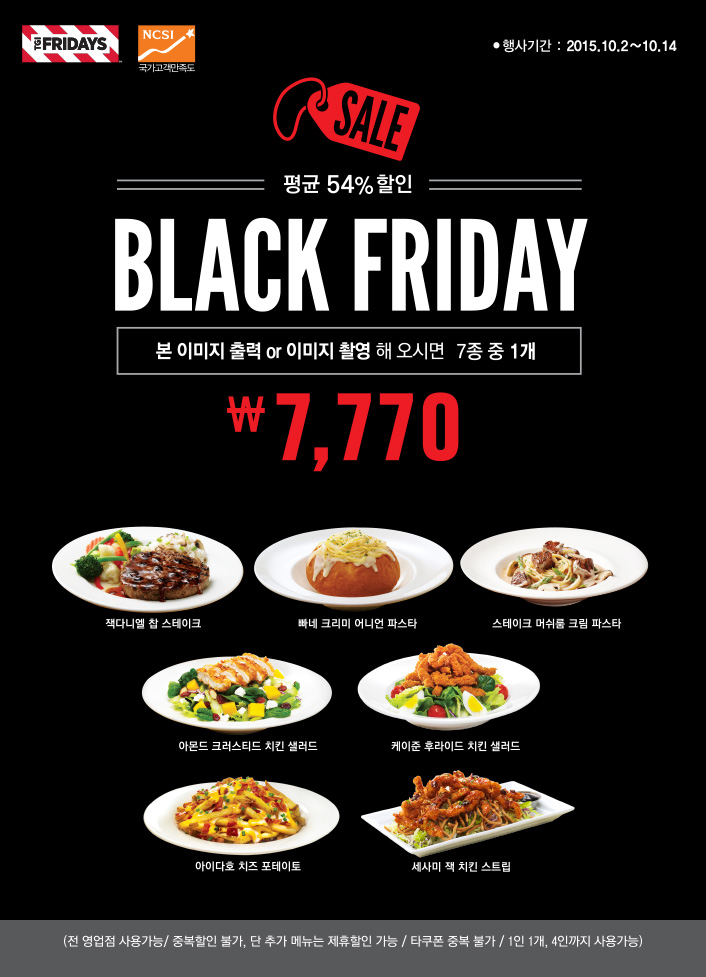 TGI FRIDAYS
NCSI
국가고객만족도
● 행사기간 : 2015.10.2~10.14
SALE
평균 54% 할인
BLACK FRIDAY
본 이미지 출력 or 이미지 촬영 해 오시면 7종 중 1개
₩7,770
잭다니엘 찹 스테이크
빠네 크리미 어니언 파스타
스테이크 머쉬룸 크림 파스타
아몬드 크러스티드 치킨 샐러드
케이준 후라이드 치킨 샐러드
아이다호 치즈 포테이토
세사미 잭 치킨 스트립
(전 영업점 사용가능/ 중복할인 불가, 단 추가 메뉴는 제휴할인 가능 / 타쿠폰 중복 불가 / 1인 1개, 4인까지 사용가능)